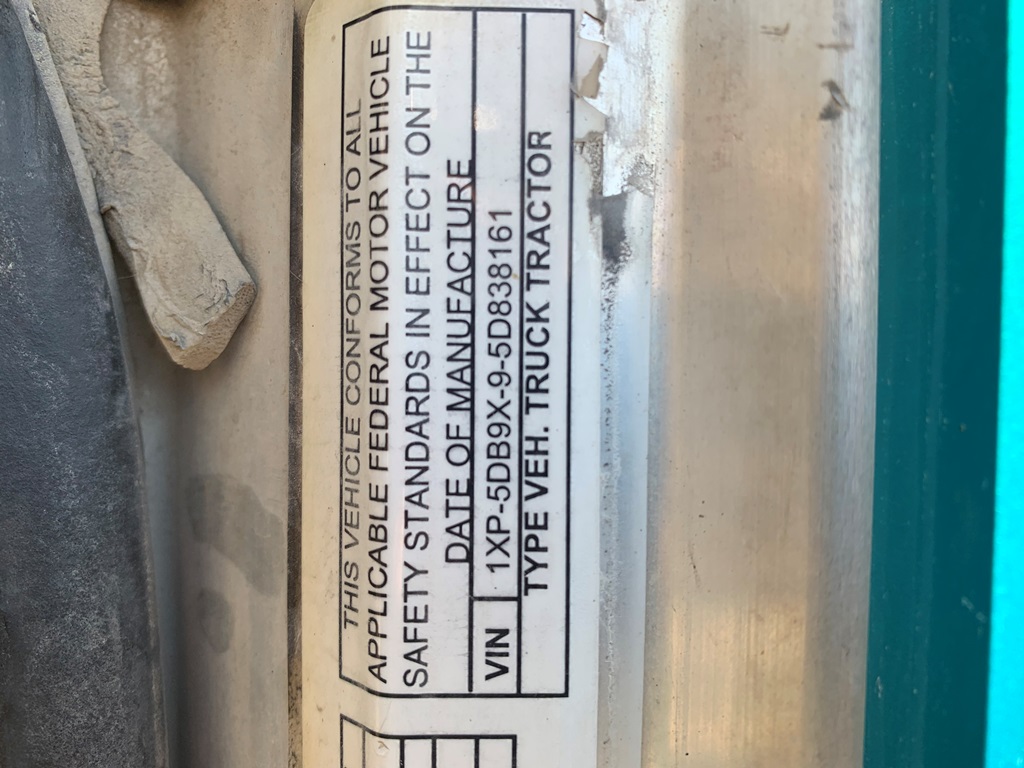 THIS VEHICLE CONFORMS TO ALL
APPLICABLE FEDERAL MOTOR VEHICLE
SAFETY STANDARDS IN EFFECT ON THE
DATE OF MANUFACTURE
VIN 1XP-5DB9X-9-5D838161
TYPE VEH. TRUCK TRACTOR